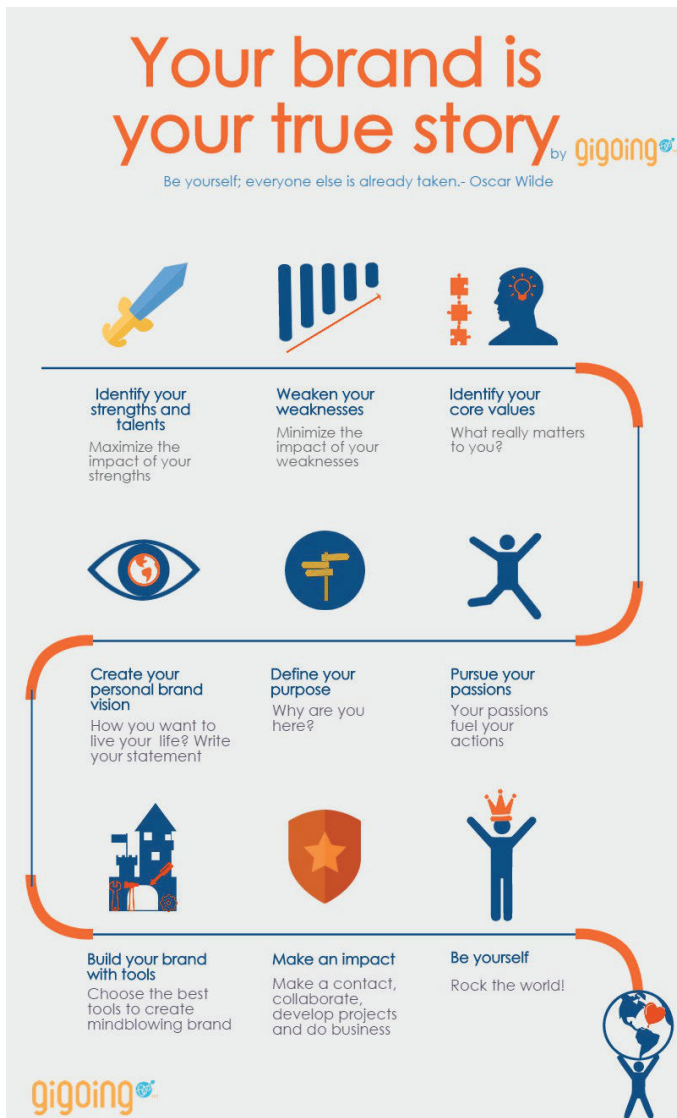 Your brand is
your true story
by gigoing
Be yourself; everyone else is already taken.- Oscar Wilde
Identify your
strengths and
talents
Maximize the
impact of your
strengths
Weaken your
weaknesses
Minimize the
impact of your
weaknesses
Identify your
core values
What really matters
to you?
Create your
personal brand
vision
How you want to
live your life? Write
your statement
Define your
purpose
Why are you
here?
Pursue your
passions
Your passions
fuel your
actions
Build your brand
with tools
Choose the best
tools to create
mindblowing brand
Make an impact
Make a contact,
collaborate,
develop projects
and do business
Be yourself
Rock the world!
gigoing